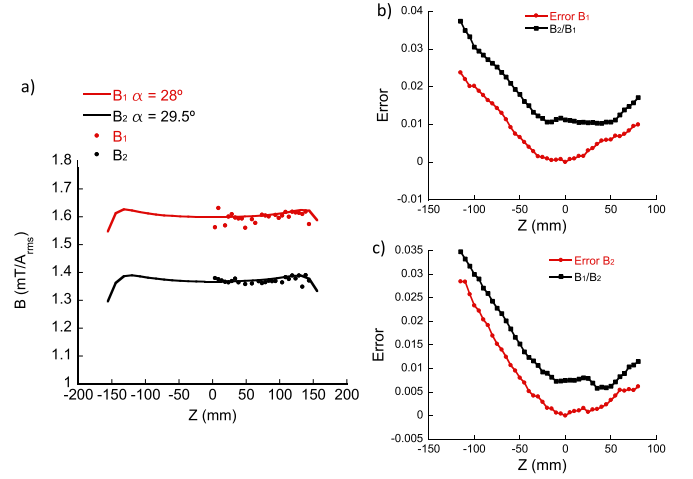 a)
B1 α = 28º
B2 α = 29.5º
B1
B2
1.8
1.7
1.6
1.5
1.4
1.3
1.2
1.1
1
B (mT/Arms)
-200 -150 -100 -50 0 50 100 150 200
Z (mm)
b)
Error B1
B2/B1
0.04
0.03
0.02
0.01
0
-0.01
Error
-150 -100 -50 0 50 100
Z (mm)
c)
Error B2
B1/B2
0.035
0.03
0.025
0.02
0.015
0.01
0.005
0
-0.005
Error
-150 -100 -50 0 50 100
Z (mm)